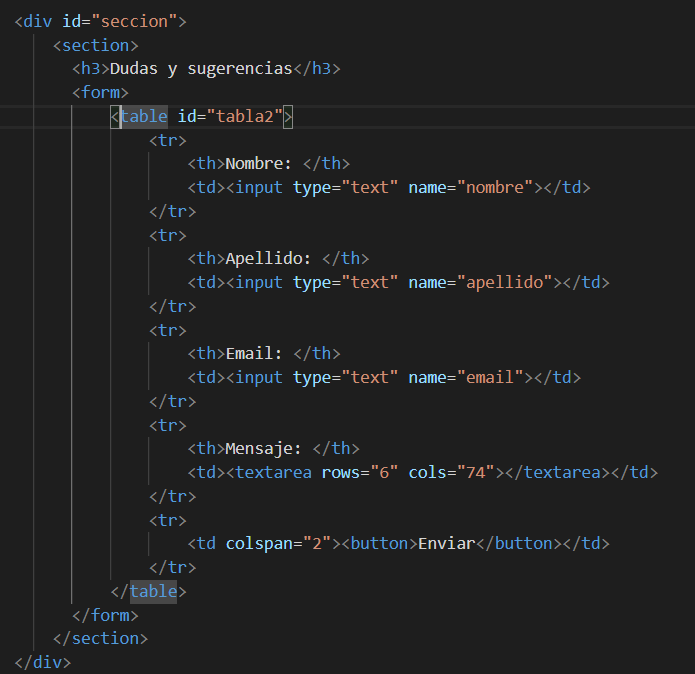 <div id="seccion">
<section>
<h3>Dudas y sugerencias</h3>
<form>
<table id="tabla2">
<tr>
<th>Nombre: </th>
<td><input type="text" name="nombre"></td>
</tr>
<tr>
<th>Apellido: </th>
<td><input type="text" name="apellido"></td>
</tr>
<tr>
<th>Email: </th>
<td><input type="text" name="email"></td>
</tr>
<tr>
<th>Mensaje: </th>
<td><textarea rows="6" cols="74"></textarea></td>
</tr>
<tr>
<td colspan="2"><button>Enviar</button></td>
</tr>
</table>
</form>
</section>
</div>